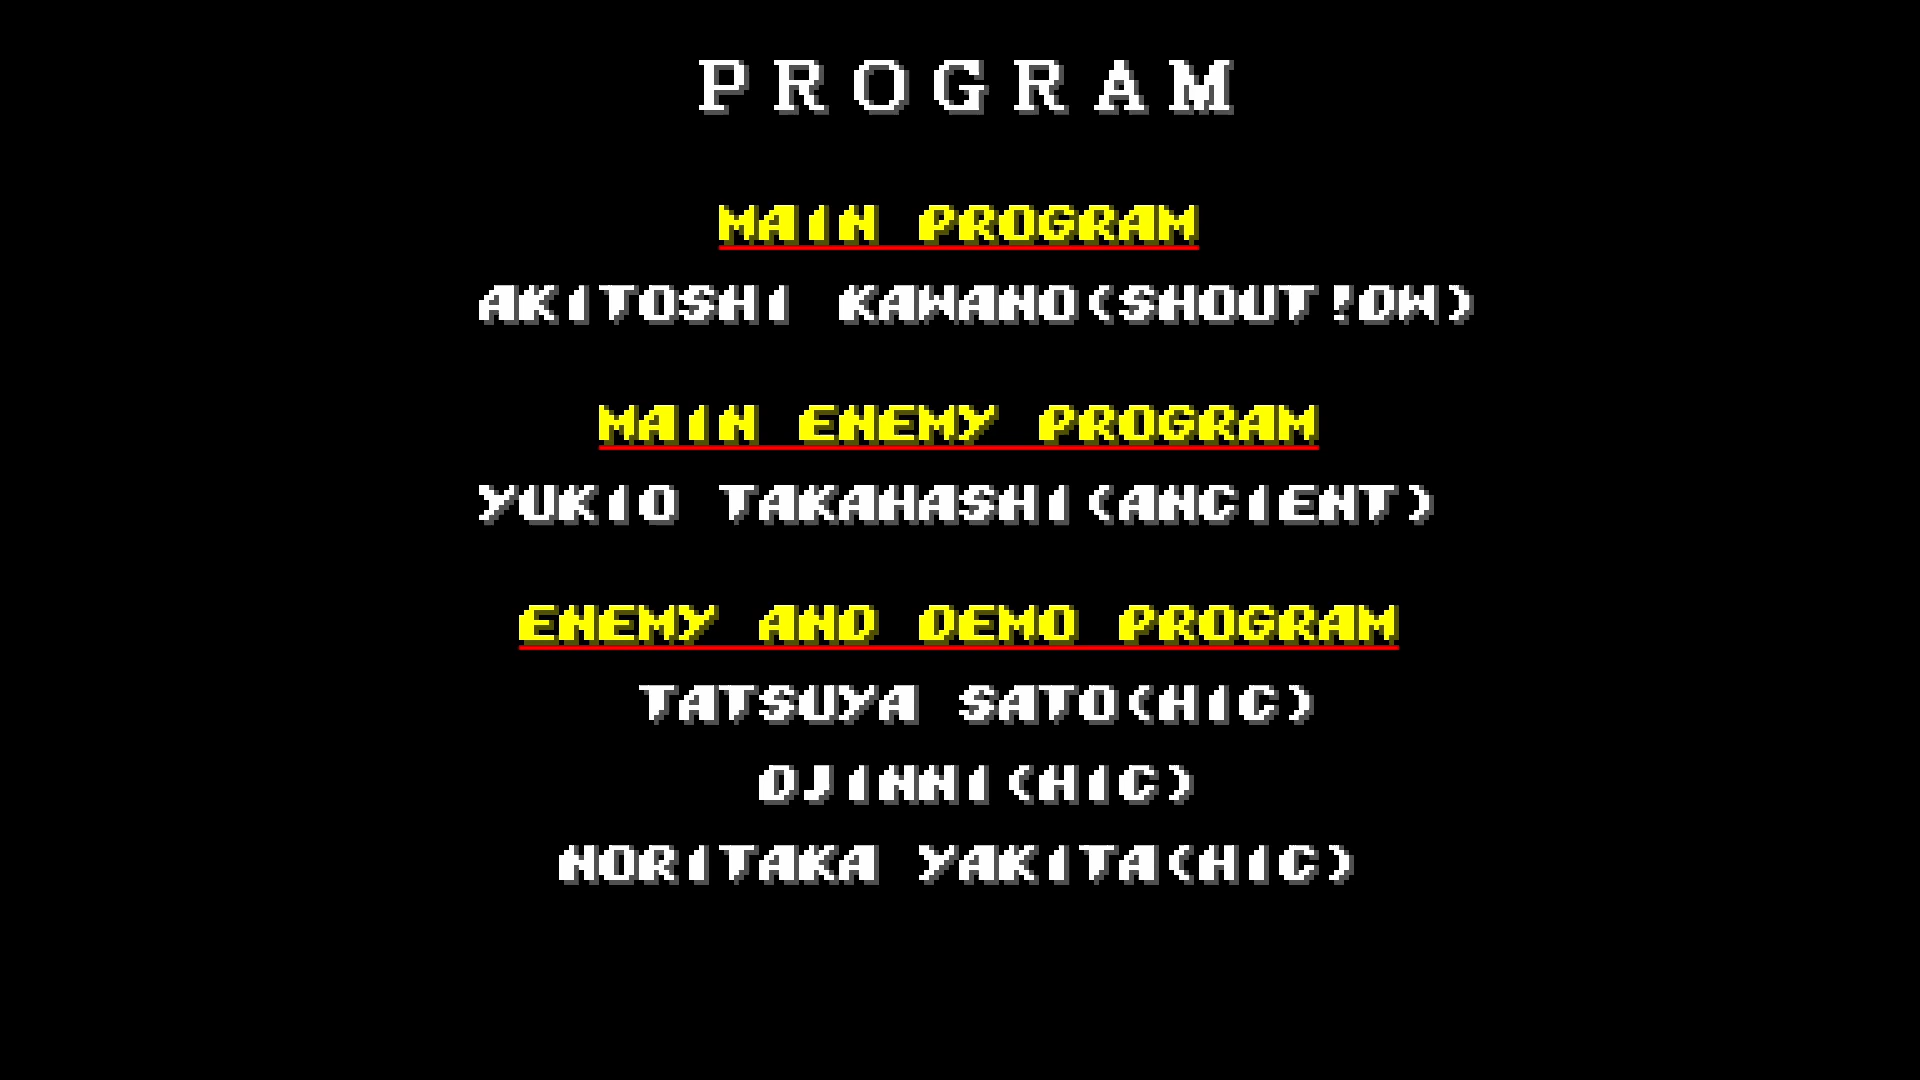 PROGRAM
MAIN PROGRAM
AKITOSHI KAWANO(SHOUT!DW)
MAIN ENEMY PROGRAM
YUKIO TAKAHASHI(ANCIENT)
ENEMY AND DEMO PROGRAM
TATSUYA SATO(HIC)
DJINNI(HIC)
NORITAKA YAKITA(HIC)